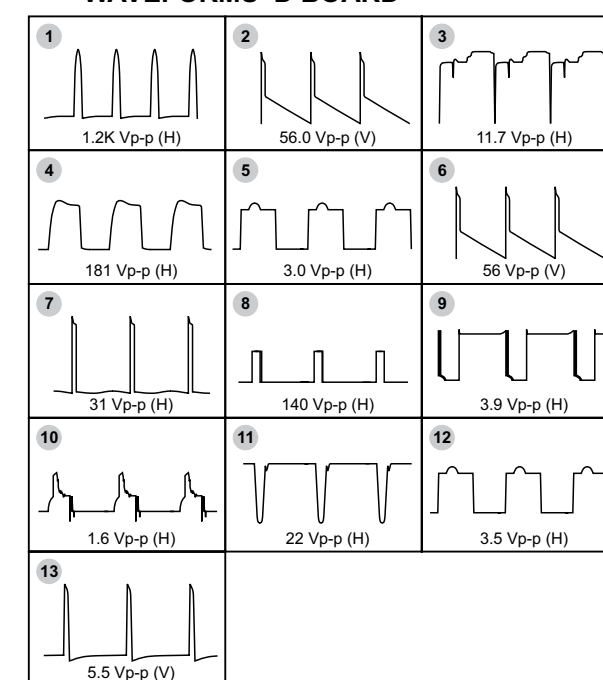 WAVEFORMS D BOARD
1
2
3
1.2K Vp-p (H)
56.0 Vp-p (V)
11.7 Vp-p (H)
4
5
6
181 Vp-p (H)
3.0 Vp-p (H)
56 Vp-p (V)
7
8
9
31 Vp-p (H)
140 Vp-p (H)
3.9 Vp-p (H)
10
11
12
1.6 Vp-p (H)
22 Vp-p (H)
3.5 Vp-p (H)
13
5.5 Vp-p (V)